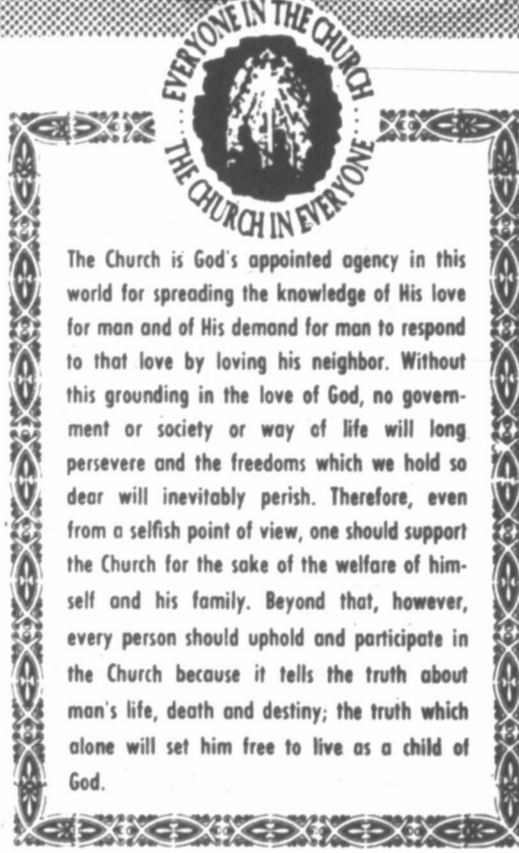 EVERYONE IN THE CHURCH
THE CHURCH IN EVERYONE
The Church is God's appointed agency in this
world for spreading the knowledge of His love
for man and of His demand for man to respond
to that love by loving his neighbor. Without
this grounding in the love of God, no govern-
ment or society or way of life will long
persevere and the freedoms which we hold so
dear will inevitably perish. Therefore, even
from a selfish point of view, one should support
the Church for the sake of the welfare of him-
self and his family. Beyond that, however,
every person should uphold and participate in
the Church because it tells the truth about
man's life, death and destiny; the truth which
alone will set him free to live as a child of
God.